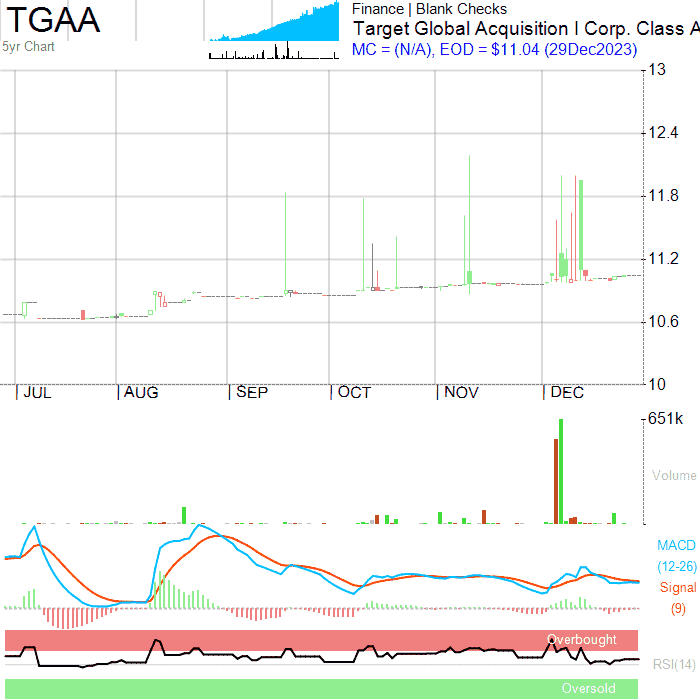 TGAA
5yr Chart
Finance | Blank Checks
Target Global Acquisition I Corp. Class A
MC = (N/A), EOD = $11.04 (29Dec2023)
13
12.4
11.8
11.2
10.6
10
JUL
AUG
SEP
OCT
NOV
DEC
651k
Volume
MACD
(12-26)
Signal
(9)
Overbought
RSI(14)
Oversold